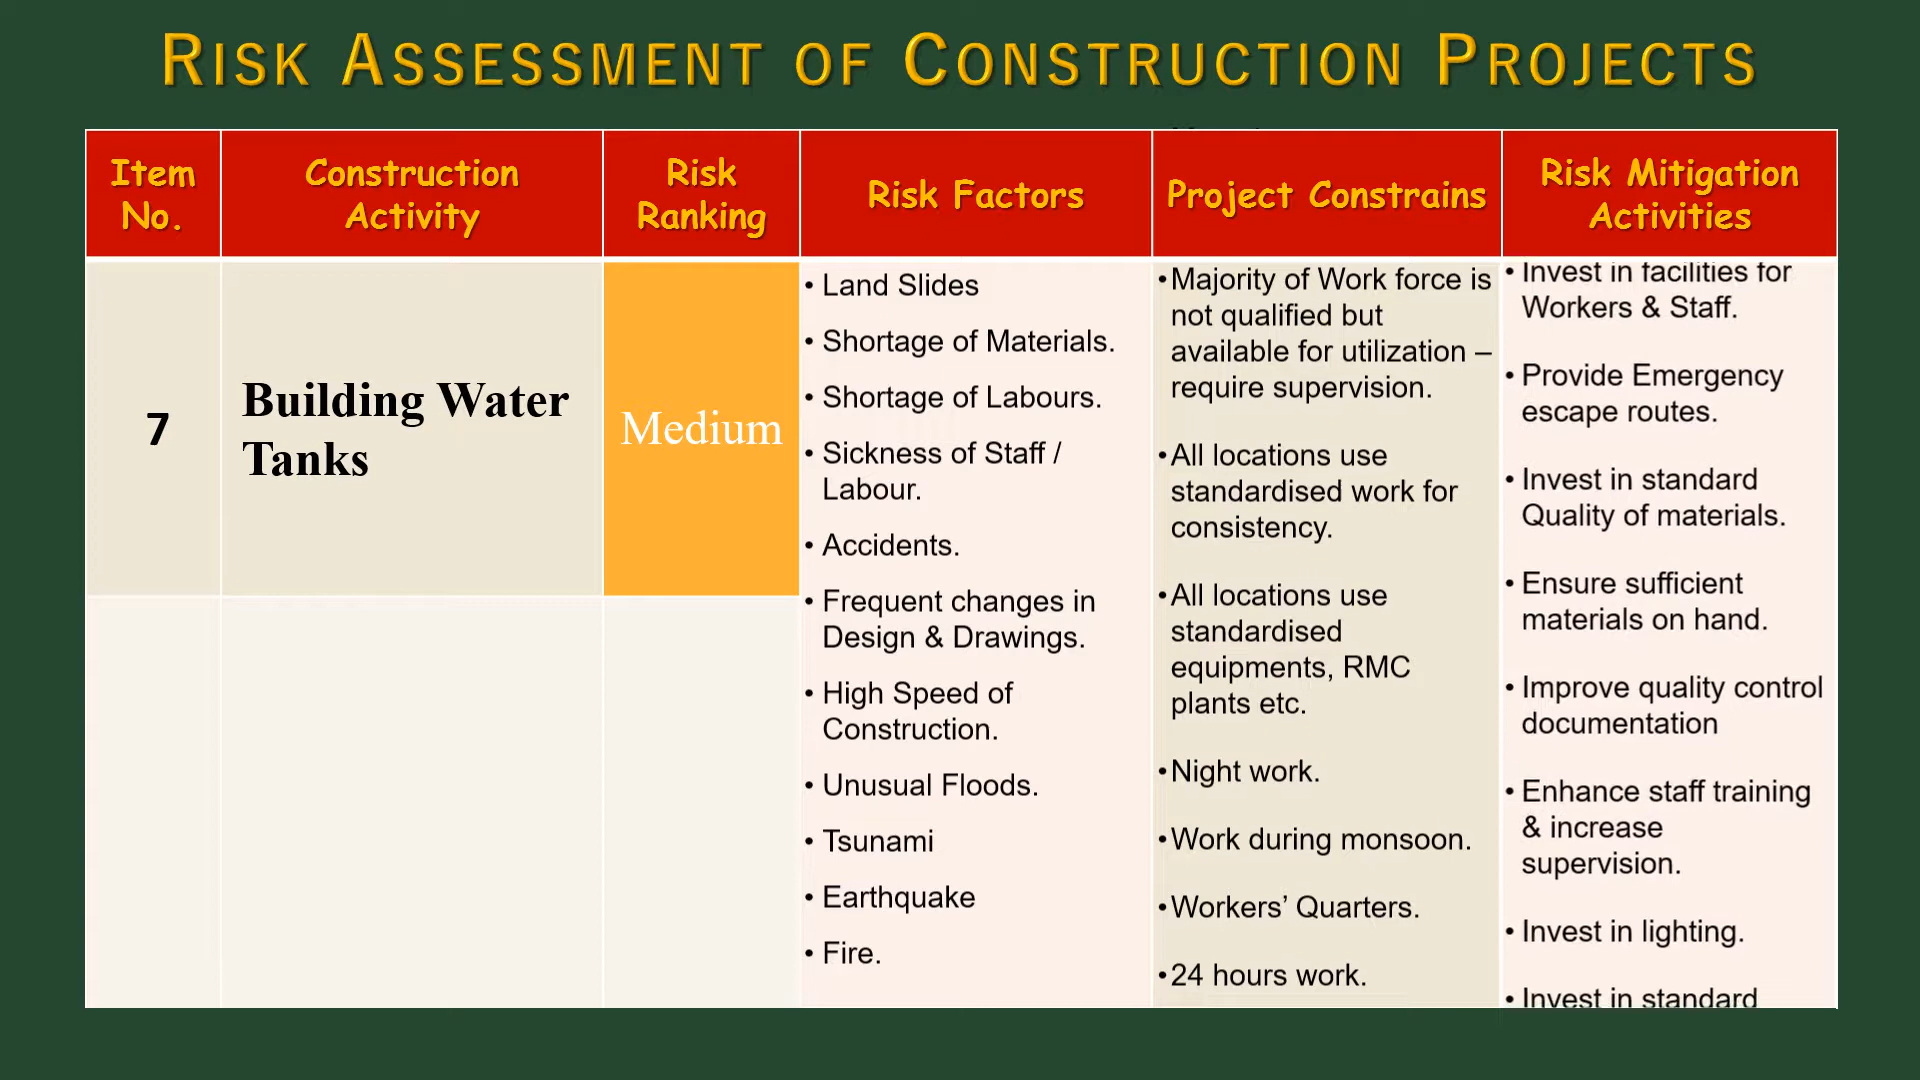 Risk Assessment of Construction Projects
Item
No.
Construction
Activity
Risk
Ranking
Risk Factors
Project Constrains
Risk Mitigation
Activities
7
Building Water
Tanks
Medium
• Land Slides
• Shortage of Materials.
• Shortage of Labours.
• Sickness of Staff /
Labour.
• Accidents.
• Frequent changes in
Design & Drawings.
• High Speed of
Construction.
• Unusual Floods.
• Tsunami
• Earthquake
• Fire.
•Majority of Work force is
not qualified but
available for utilization –
require supervision.
•All locations use
standardised work for
consistency.
•All locations use
standardised
equipments, RMC
plants etc.
•Night work.
•Work during monsoon.
•Workers’ Quarters.
•24 hours work.
• Invest in facilities for
Workers & Staff.
• Provide Emergency
escape routes.
• Invest in standard
Quality of materials.
• Ensure sufficient
materials on hand.
• Improve quality control
documentation
• Enhance staff training
& increase
supervision.
• Invest in lighting.
• Invest in standard